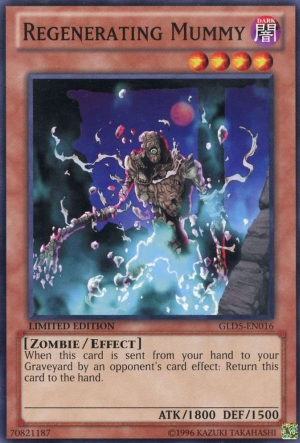 REGENERATING MUMMY
DARK
闇
LIMITED EDITION GLD5-EN016
[ZOMBIE/EFFECT]
When this card is sent from your hand to your
Graveyard by an opponent's card effect: Return
this card to the hand.
ATK/1800 DEF/1500
70821187 ©1996 KAZUKI TAKAHASHI